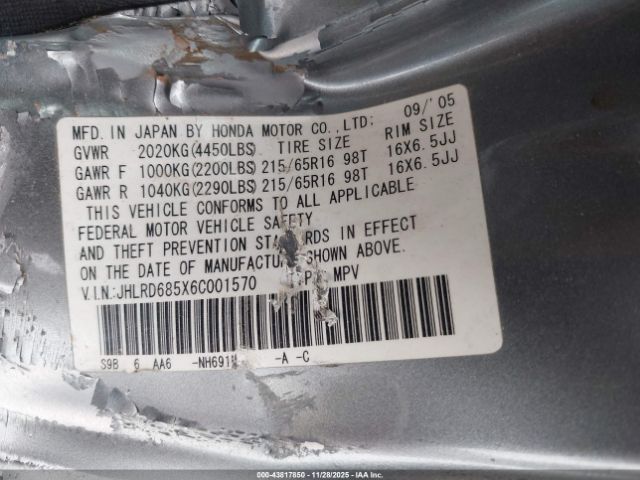 MFD. IN JAPAN BY HONDA MOTOR CO.,LTD: 09/'05
GVWR 2020KG(4450LBS) TIRE SIZE RIM SIZE
GAWR F 1000KG(2200LBS) 215/65R16 98T 16X6.5JJ
GAWR R 1040KG(2290LBS) 215/65R16 98T 16X6.5JJ
THIS VEHICLE CONFORMS TO ALL APPLICABLE
FEDERAL MOTOR VEHICLE SAFETY
AND THEFT PREVENTION STANDARDS IN EFFECT
ON THE DATE OF MANUFACTURE SHOWN ABOVE.
V.I.N:JHLRD685X6C001570 MPV
S9B 6 AA6 -NH691 -A -C
00-43817850 | 11/28/2025 | IAA Inc.